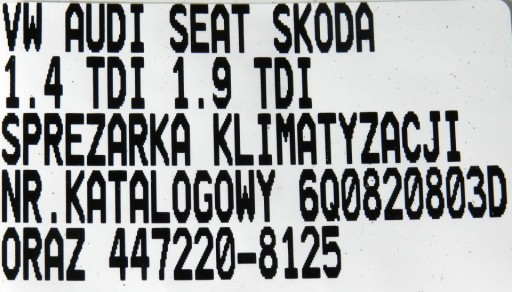 VW AUDI SEAT SKODA
1.4 TDI 1.9 TDI
SPREZARKA KLIMATYZACJI
NR.KATALOGOWY 6Q0820803D
ORAZ 447220-8125